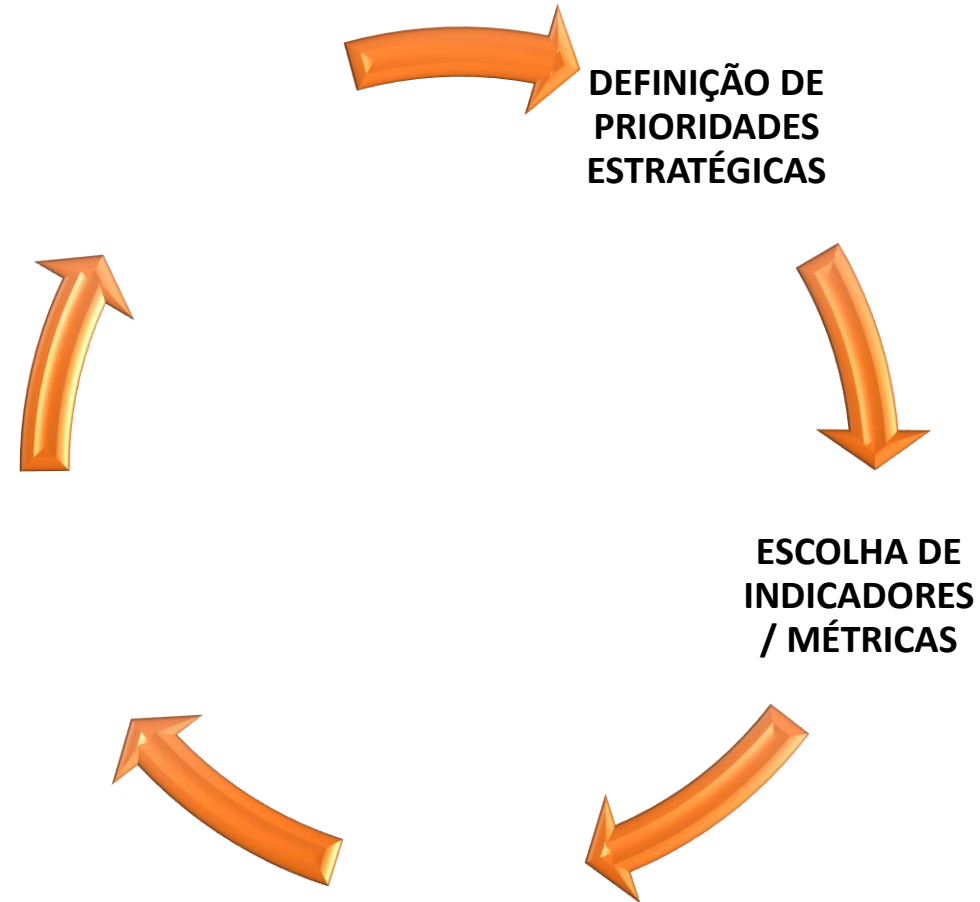 DEFINIÇÃO DE
PRIORIDADES
ESTRATÉGICAS
ESCOLHA DE
INDICADORES
/ MÉTRICAS